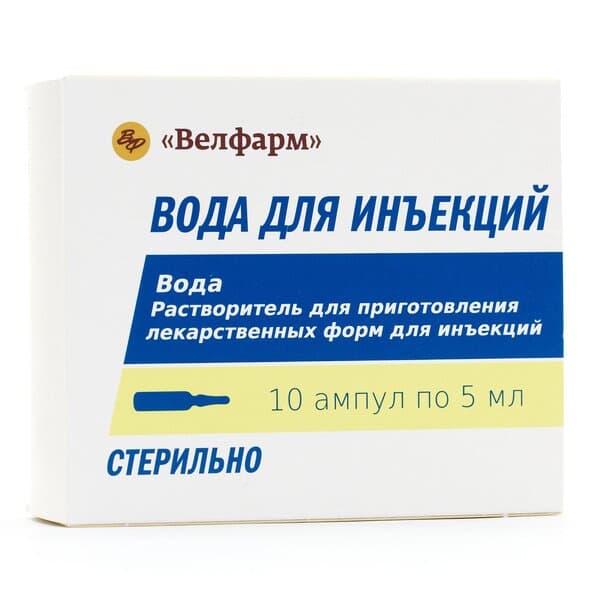 ВФ «Велфарм»
ВОДА ДЛЯ ИНЪЕКЦИЙ
Вода
Растворитель для приготовления
лекарственных форм для инъекций
10 ампул по 5 мл
СТЕРИЛЬНО